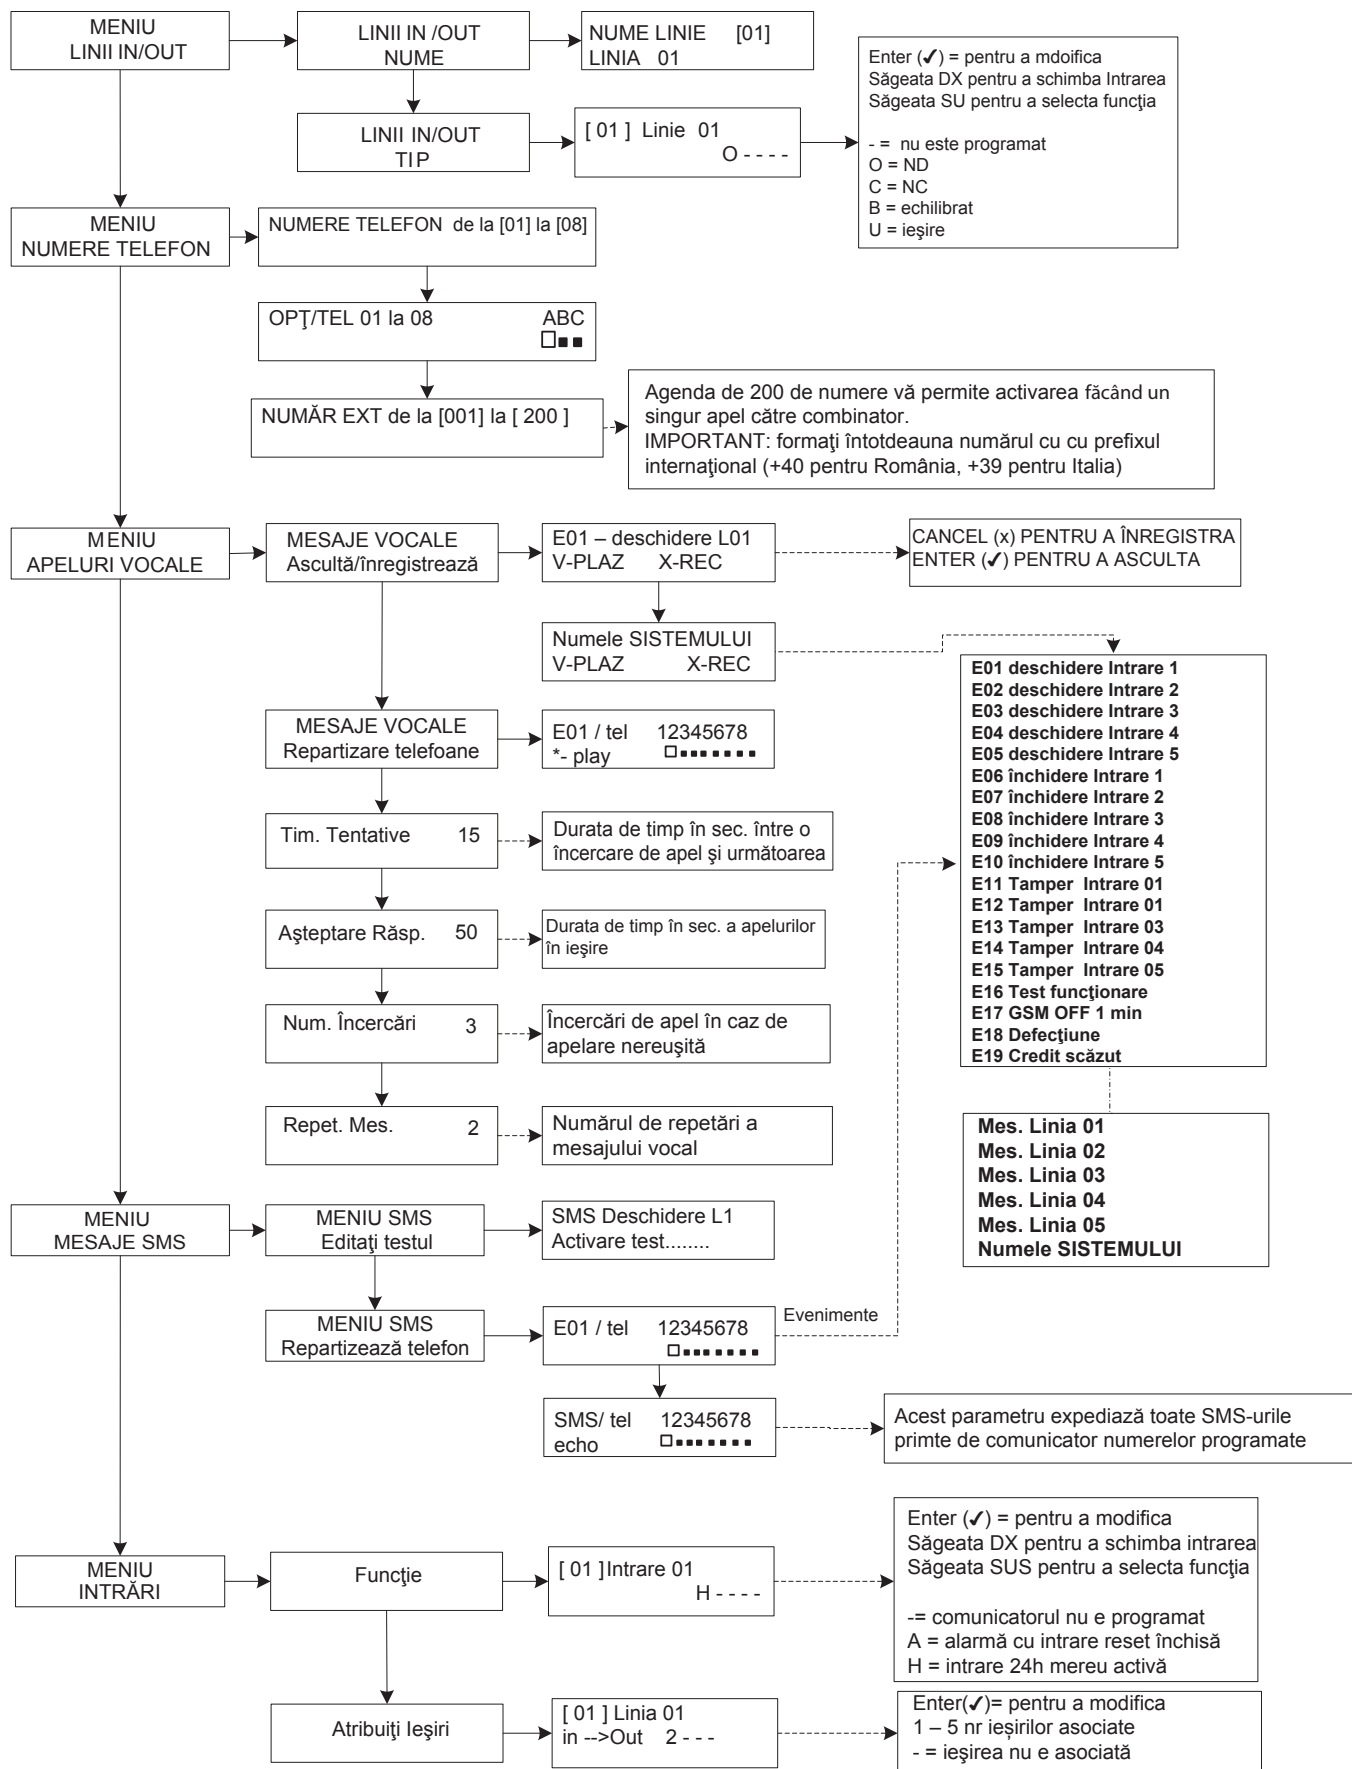 MENIU
LINII IN/OUT
LINII IN /OUT
NUME
NUME LINIE [01]
LINIA 01
LINII IN/OUT
TIP
[ 01 ] Linie 01
O - - - -
Enter (✓) = pentru a mdoifica
Săgeata DX pentru a schimba Intrarea
Săgeata SU pentru a selecta funcţia
- = nu este programat
O = ND
C = NC
B = echilibrat
U = ieşire
MENIU
NUMERE TELEFON
NUMERE TELEFON de la [01] la [08]
OPŢ/TEL 01 la 08 ABC
NUMĂR EXT de la [001] la [ 200 ]
Agenda de 200 de numere vă permite activarea făcând un
singur apel către combinator.
IMPORTANT: formaţi întotdeauna numărul cu cu prefixul
internaţional (+40 pentru România, +39 pentru Italia)
MENIU
APELURI VOCALE
MESAJE VOCALE
Ascultă/înregistrează
E01 – deschidere L01
V-PLAZ X-REC
CANCEL (x) PENTRU A ÎNREGISTRA
ENTER (✓) PENTRU A ASCULTA
Numele SISTEMULUI
V-PLAZ X-REC
E01 deschidere Intrare 1
E02 deschidere Intrare 2
E03 deschidere Intrare 3
E04 deschidere Intrare 4
E05 deschidere Intrare 5
E06 închidere Intrare 1
E07 închidere Intrare 2
E08 închidere Intrare 3
E09 închidere Intrare 4
E10 închidere Intrare 5
E11 Tamper Intrare 01
E12 Tamper Intrare 01
E13 Tamper Intrare 03
E14 Tamper Intrare 04
E15 Tamper Intrare 05
E16 Test funcţionare
E17 GSM OFF 1 min
E18 Defecţiune
E19 Credit scăzut
MESAJE VOCALE
Repartizare telefoane
E01 / tel 12345678
*- play
Tim. Tentative 15
Durata de timp în sec. între o
încercare de apel şi următoarea
Aşteptare Răsp. 50
Durata de timp în sec. a apelurilor
în ieşire
Num. Încercări 3
Încercări de apel în caz de
apelare nereuşită
Repet. Mes. 2
Numărul de repetări a
mesajului vocal
Mes. Linia 01
Mes. Linia 02
Mes. Linia 03
Mes. Linia 04
Mes. Linia 05
Numele SISTEMULUI
MENIU
MESAJE SMS
MENIU SMS
Editaţi testul
SMS Deschidere L1
Activare test........
MENIU SMS
Repartizează telefon
E01 / tel 12345678
Evenimente
SMS/ tel 12345678
echo
Acest parametru expediază toate SMS-urile
primte de comunicator numerelor programate
MENIU
INTRĂRI
Funcţie
[ 01 ]Intrare 01
H - - - -
Enter (✓) = pentru a modifica
Săgeata DX pentru a schimba intrarea
Săgeata SUS pentru a selecta funcţia
-= comunicatorul nu e programat
A = alarmă cu intrare reset închisă
H = intrare 24h mereu activă
Atribuiţi Ieşiri
[ 01 ] Linia 01
in -->Out 2 - - -
Enter(✓)= pentru a modifica
1 – 5 nr ieșirilor asociate
- = ieşirea nu e asociată